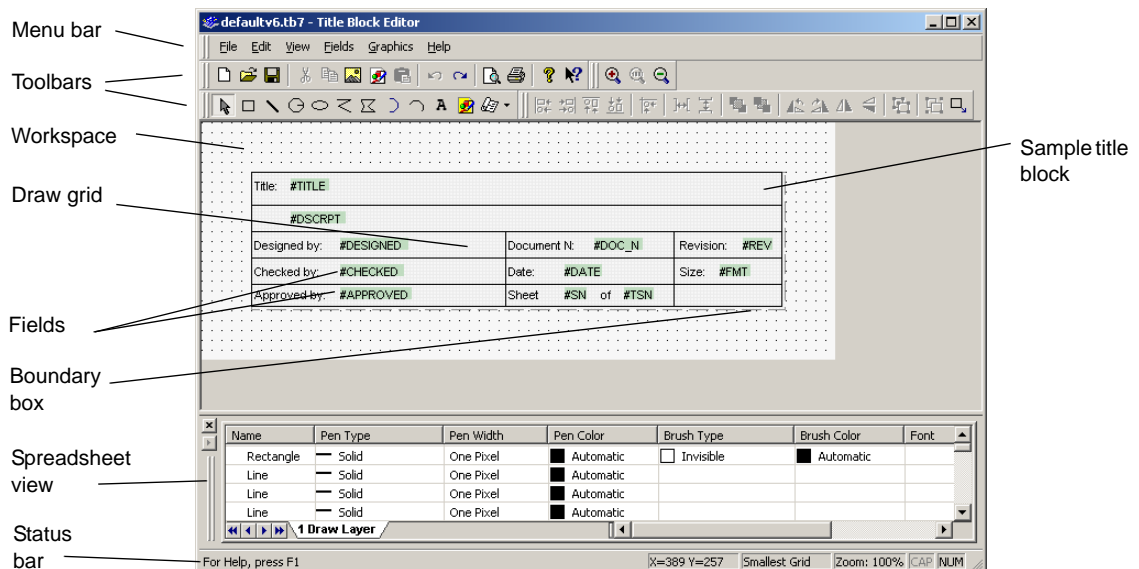 defaultv6.tb7 - Title Block Editor
Menu bar
File Edit View Fields Graphics Help
Toolbars
A
Workspace
Sample title
block
Title: #TITLE
Draw grid
#DSCRPT
Designed by: #DESIGNED Document N: #DOC_N Revision: #REV
Checked by: #CHECKED Date: #DATE Size: #FMT
Approved by: #APPROVED Sheet #SN of #TSN
Fields
Boundary
box
Name Pen Type Pen Width Pen Color Brush Type Brush Color Font
Spreadsheet
view
Rectangle Solid One Pixel Automatic Invisible Automatic
Line Solid One Pixel Automatic
Line Solid One Pixel Automatic
Line Solid One Pixel Automatic
1 Draw Layer
Status
bar
For Help, press F1 X=389 Y=257 Smallest Grid Zoom: 100% CAP NUM